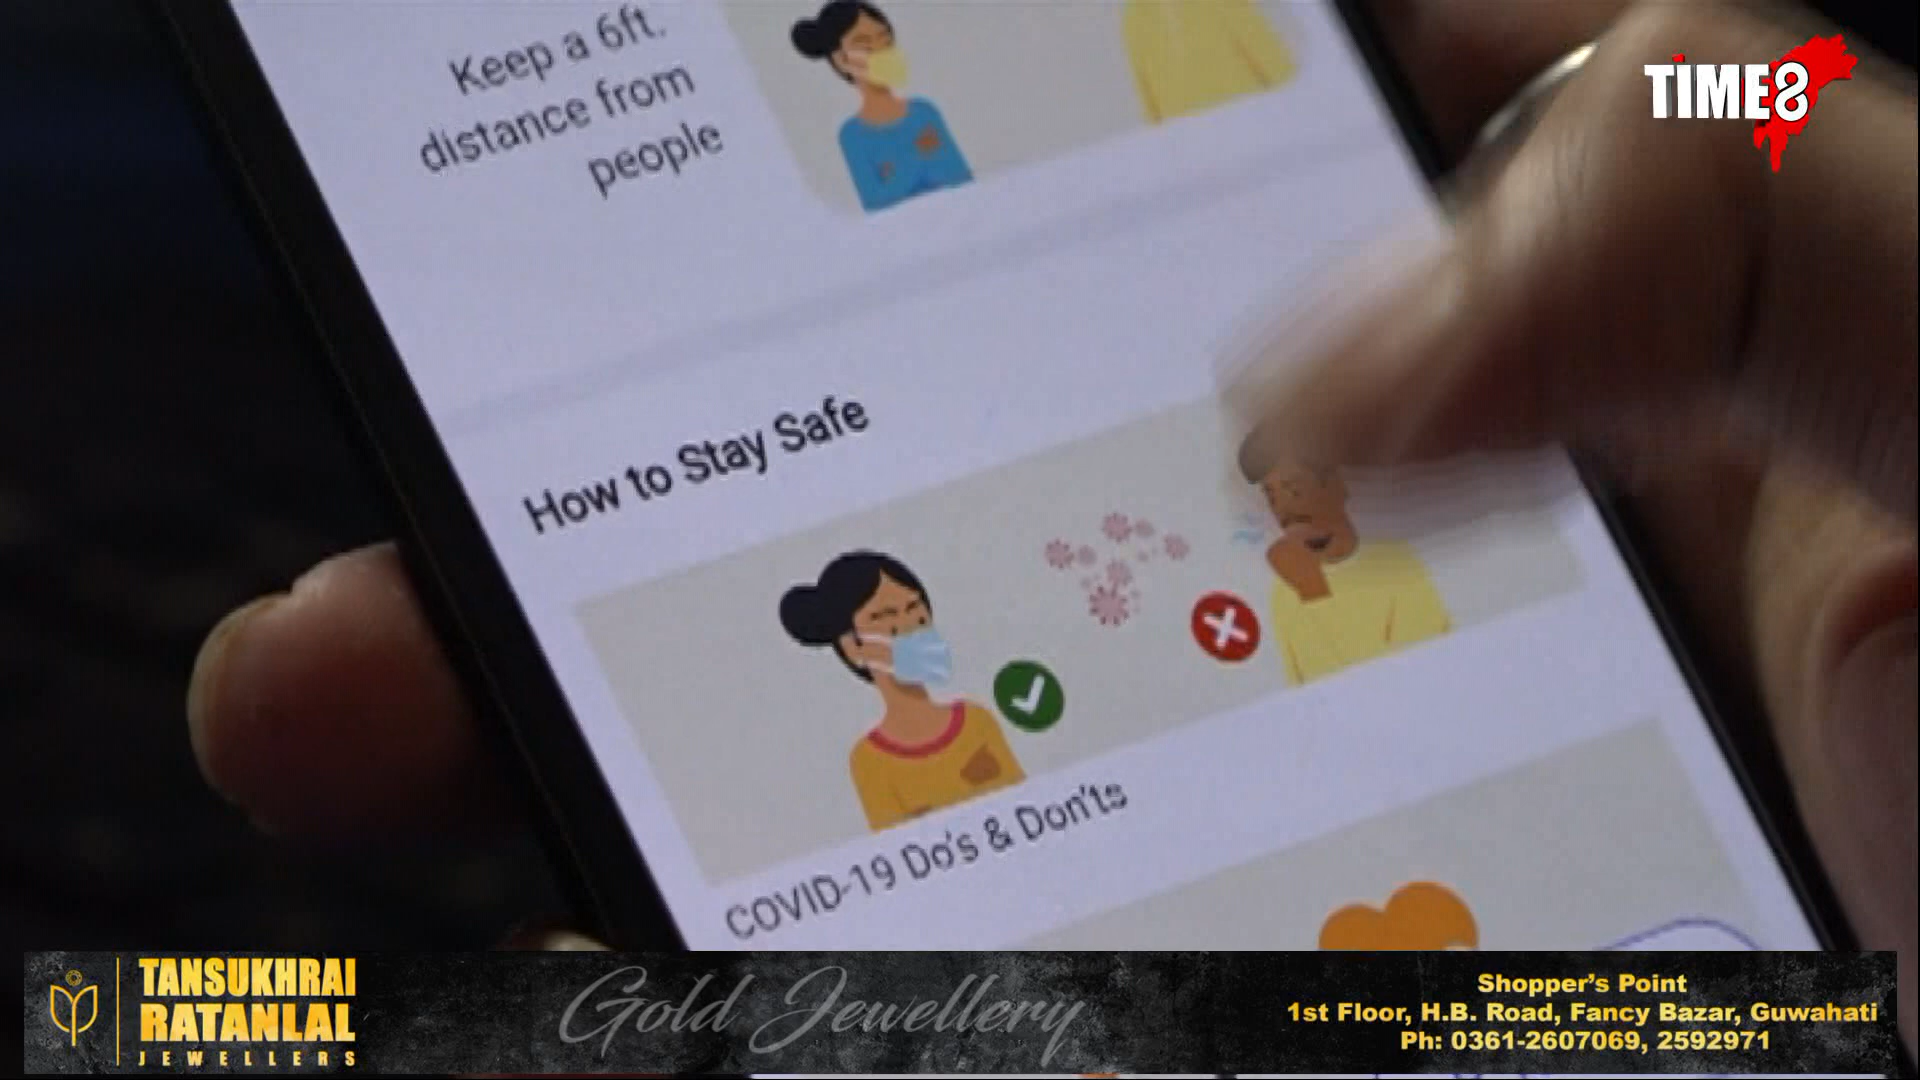 Keep a 6ft.
distance from
people
TIME8
How to Stay Safe
COVID-19 Do's & Don'ts
TANSUKHRAI
RATANLAL
JEWELLERS
Gold Jewellery
Shopper's Point
1st Floor, H.B. Road, Fancy Bazar, Guwahati
Ph: 0361-2607069, 2592971